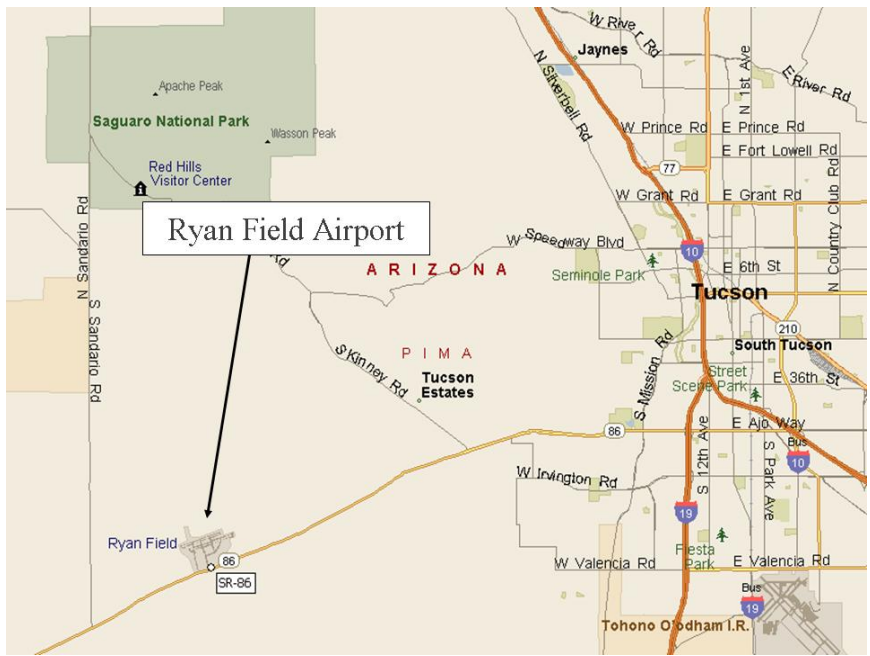 W River Rd
Jaynes
N Silverbell Rd
N 1st Ave
E River Rd
Apache Peak
Saguaro National Park
Wasson Peak
W Prince Rd
E Prince Rd
E Fort Lowell Rd
77
Red Hills
Visitor Center
W Grant Rd
E Grant Rd
N Country Club Rd
Ryan Field Airport
Rd
W Speedway Blvd
10
N Sandario Rd
ARIZONA
Seminole Park
E 6th St
Tucson
S Sandario Rd
210
South Tucson
PIMA
S Kinney Rd
Tucson
Estates
S Mission Rd
Street
Scene Park
E 36th St
86
S 12th Ave
E Ajo Way
Bus
10
S Park Ave
W Irvington Rd
19
Ryan Field
86
SR-86
Fiesta
Park
W Valencia Rd
E Valencia Rd
Bus
19
Tohono O'odham I.R.